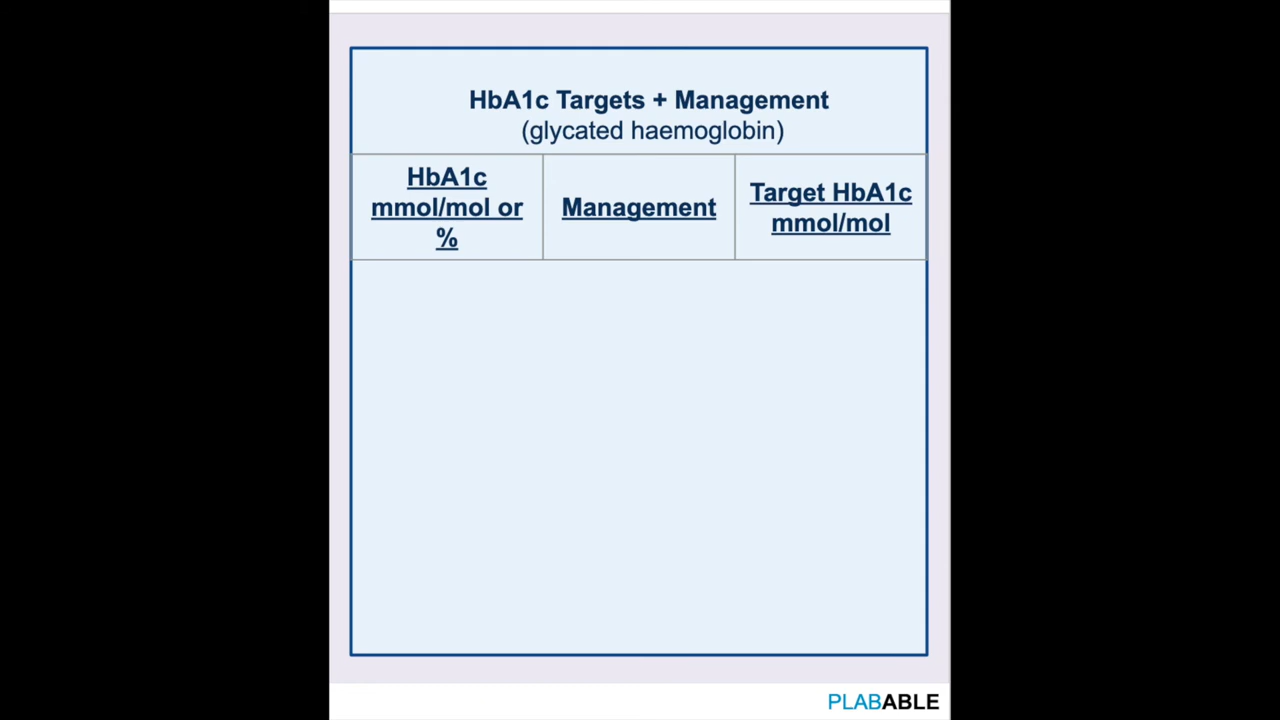 HbA1c Targets + Management
(glycated haemoglobin)
HbA1c
mmol/mol or
%
Management
Target HbA1c
mmol/mol
PLABABLE